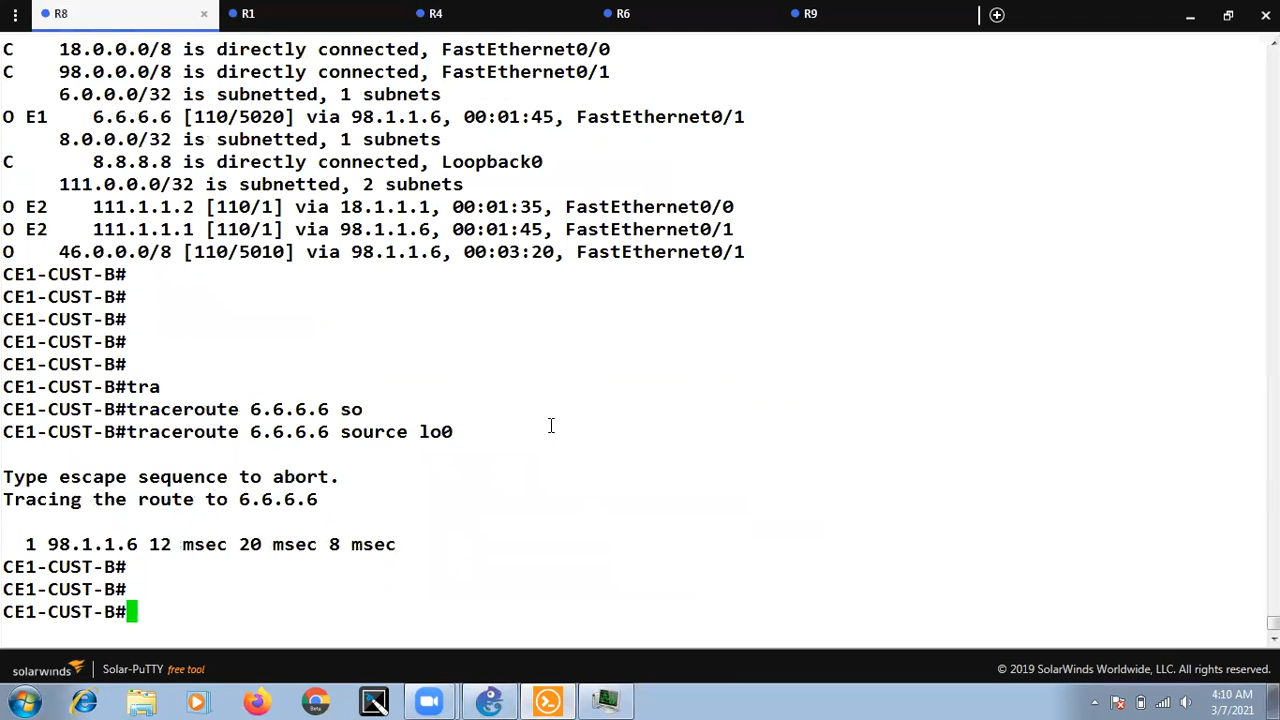 R8 × R1 R4 R6 R9
C    18.0.0.0/8 is directly connected, FastEthernet0/0
C    98.0.0.0/8 is directly connected, FastEthernet0/1
     6.0.0.0/32 is subnetted, 1 subnets
O E1    6.6.6.6 [110/5020] via 98.1.1.6, 00:01:45, FastEthernet0/1
     8.0.0.0/32 is subnetted, 1 subnets
C       8.8.8.8 is directly connected, Loopback0
     111.0.0.0/32 is subnetted, 2 subnets
O E2    111.1.1.2 [110/1] via 18.1.1.1, 00:01:35, FastEthernet0/0
O E2    111.1.1.1 [110/1] via 98.1.1.6, 00:01:45, FastEthernet0/1
O    46.0.0.0/8 [110/5010] via 98.1.1.6, 00:03:20, FastEthernet0/1
CE1-CUST-B#
CE1-CUST-B#
CE1-CUST-B#
CE1-CUST-B#
CE1-CUST-B#
CE1-CUST-B#tra
CE1-CUST-B#traceroute 6.6.6.6 so
CE1-CUST-B#traceroute 6.6.6.6 source lo0
Type escape sequence to abort.
Tracing the route to 6.6.6.6
  1 98.1.1.6 12 msec 20 msec 8 msec
CE1-CUST-B#
CE1-CUST-B#
CE1-CUST-B#
solarwinds Solar-PuTTY free tool © 2019 SolarWinds Worldwide, LLC. All rights reserved.
Beta
4:10 AM
3/7/2021